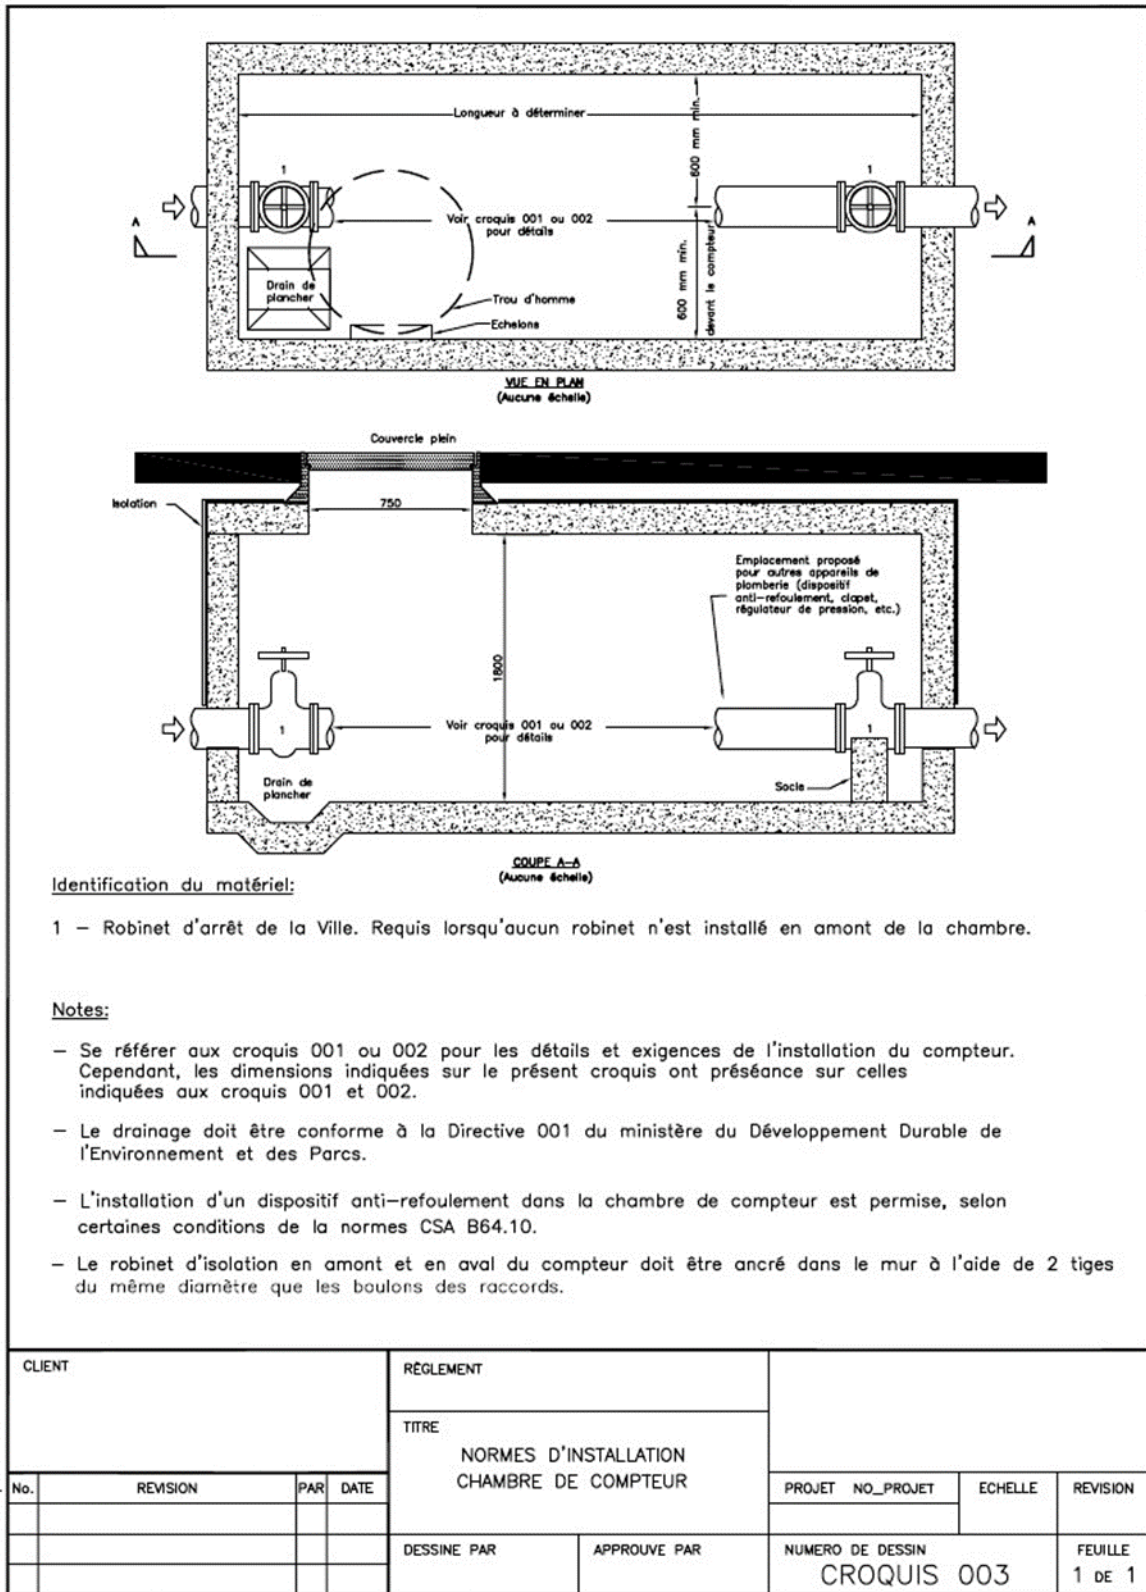 Longueur à déterminer
600 mm min.
1
1
A
A
Voir croquis 001 ou 002
pour détails
600 mm min.
devant le compteur
Drain de
plancher
Trou d'homme
Echelons
VUE EN PLAN
(Aucune échelle)
Couvercle plein
Isolation
750
Emplacement proposé
pour autres appareils de
plomberie (dispositif
anti-refoulement, clapet,
régulateur de pression, etc.)
1800
Voir croquis 001 ou 002
pour détails
1
1
Drain de
plancher
Socle
COUPE A-A
(Aucune échelle)
Identification du matériel:
1 – Robinet d'arrêt de la Ville. Requis lorsqu'aucun robinet n'est installé en amont de la chambre.
Notes:
– Se référer aux croquis 001 ou 002 pour les détails et exigences de l'installation du compteur.
Cependant, les dimensions indiquées sur le présent croquis ont préséance sur celles
indiquées aux croquis 001 et 002.
– Le drainage doit être conforme à la Directive 001 du ministère du Développement Durable de
l'Environnement et des Parcs.
– L'installation d'un dispositif anti-refoulement dans la chambre de compteur est permise, selon
certaines conditions de la normes CSA B64.10.
– Le robinet d'isolation en amont et en aval du compteur doit être ancré dans le mur à l'aide de 2 tiges
du même diamètre que les boulons des raccords.
CLIENT
RÈGLEMENT
TITRE
NORMES D'INSTALLATION
CHAMBRE DE COMPTEUR
No.
REVISION
PAR
DATE
PROJET NO_PROJET
ECHELLE
REVISION
DESSINE PAR
APPROUVE PAR
NUMERO DE DESSIN
CROQUIS 003
FEUILLE
1 DE 1